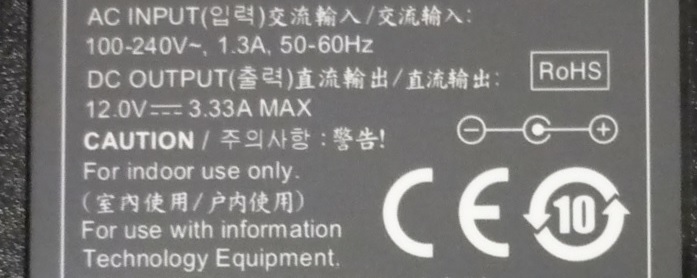 AC INPUT(입력)交流輸入/交流输入:
100-240V~, 1.3A, 50-60Hz
DC OUTPUT(출력)直流輸出/直流输出:
12.0V⎓ 3.33A MAX
RoHS
CAUTION / 주의사항 : 警告!
For indoor use only.
(室內使用/户内使用)
For use with information
Technology Equipment.
CE
10